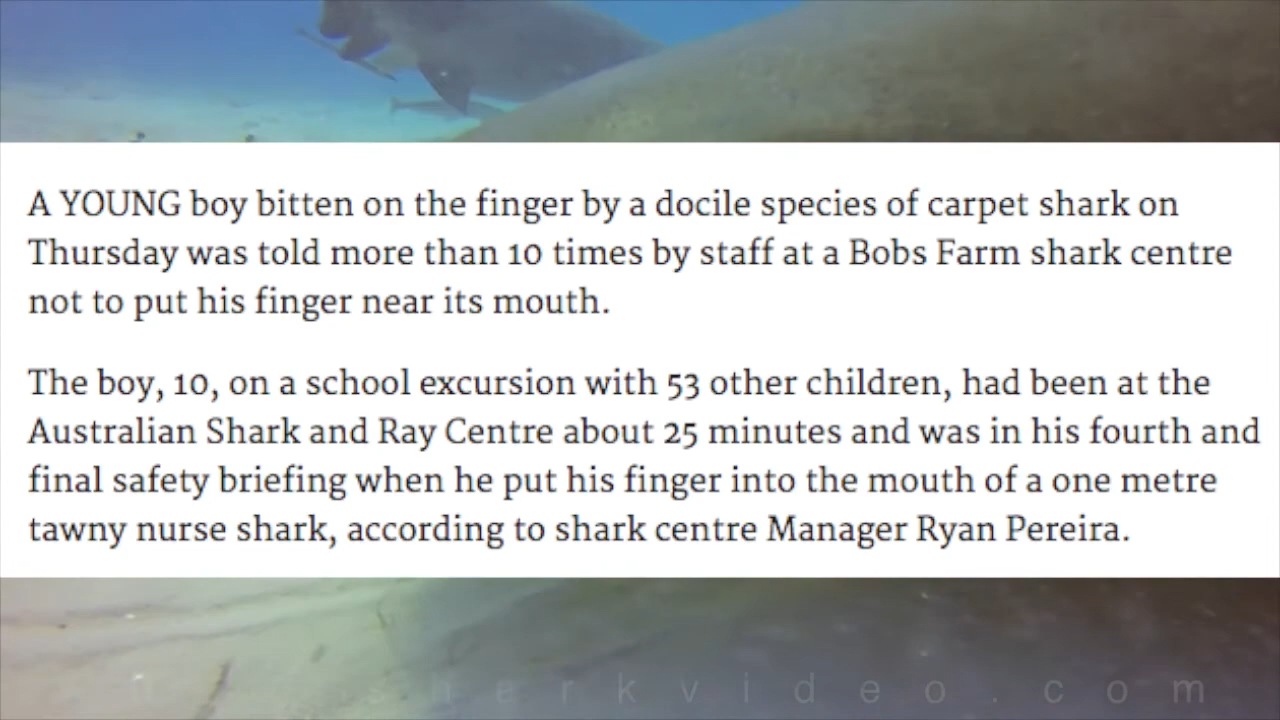 A YOUNG boy bitten on the finger by a docile species of carpet shark on
Thursday was told more than 10 times by staff at a Bobs Farm shark centre
not to put his finger near its mouth.
The boy, 10, on a school excursion with 53 other children, had been at the
Australian Shark and Ray Centre about 25 minutes and was in his fourth and
final safety briefing when he put his finger into the mouth of a one metre
tawny nurse shark, according to shark centre Manager Ryan Pereira.